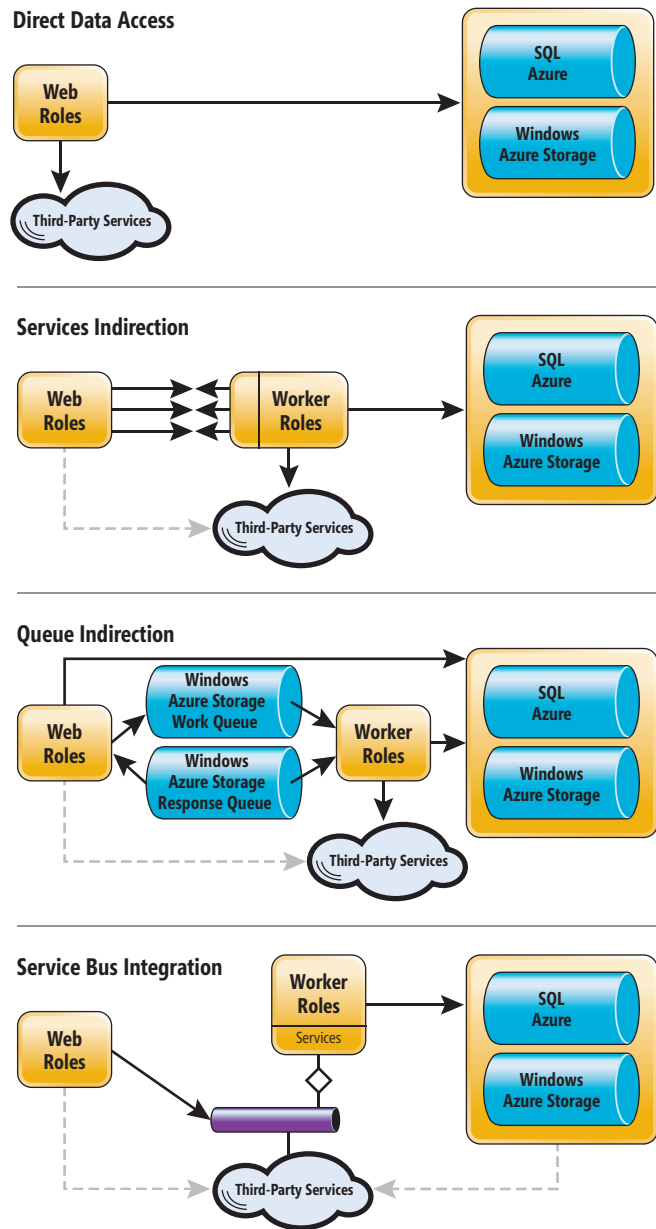 Direct Data Access
Web
Roles
SQL
Azure
Windows
Azure Storage
Third-Party Services
Services Indirection
Web
Roles
Worker
Roles
SQL
Azure
Windows
Azure Storage
Third-Party Services
Queue Indirection
Windows
Azure Storage
Work Queue
Web
Roles
Windows
Azure Storage
Response Queue
Worker
Roles
SQL
Azure
Windows
Azure Storage
Third-Party Services
Service Bus Integration
Web
Roles
Worker
Roles
Services
SQL
Azure
Windows
Azure Storage
Third-Party Services